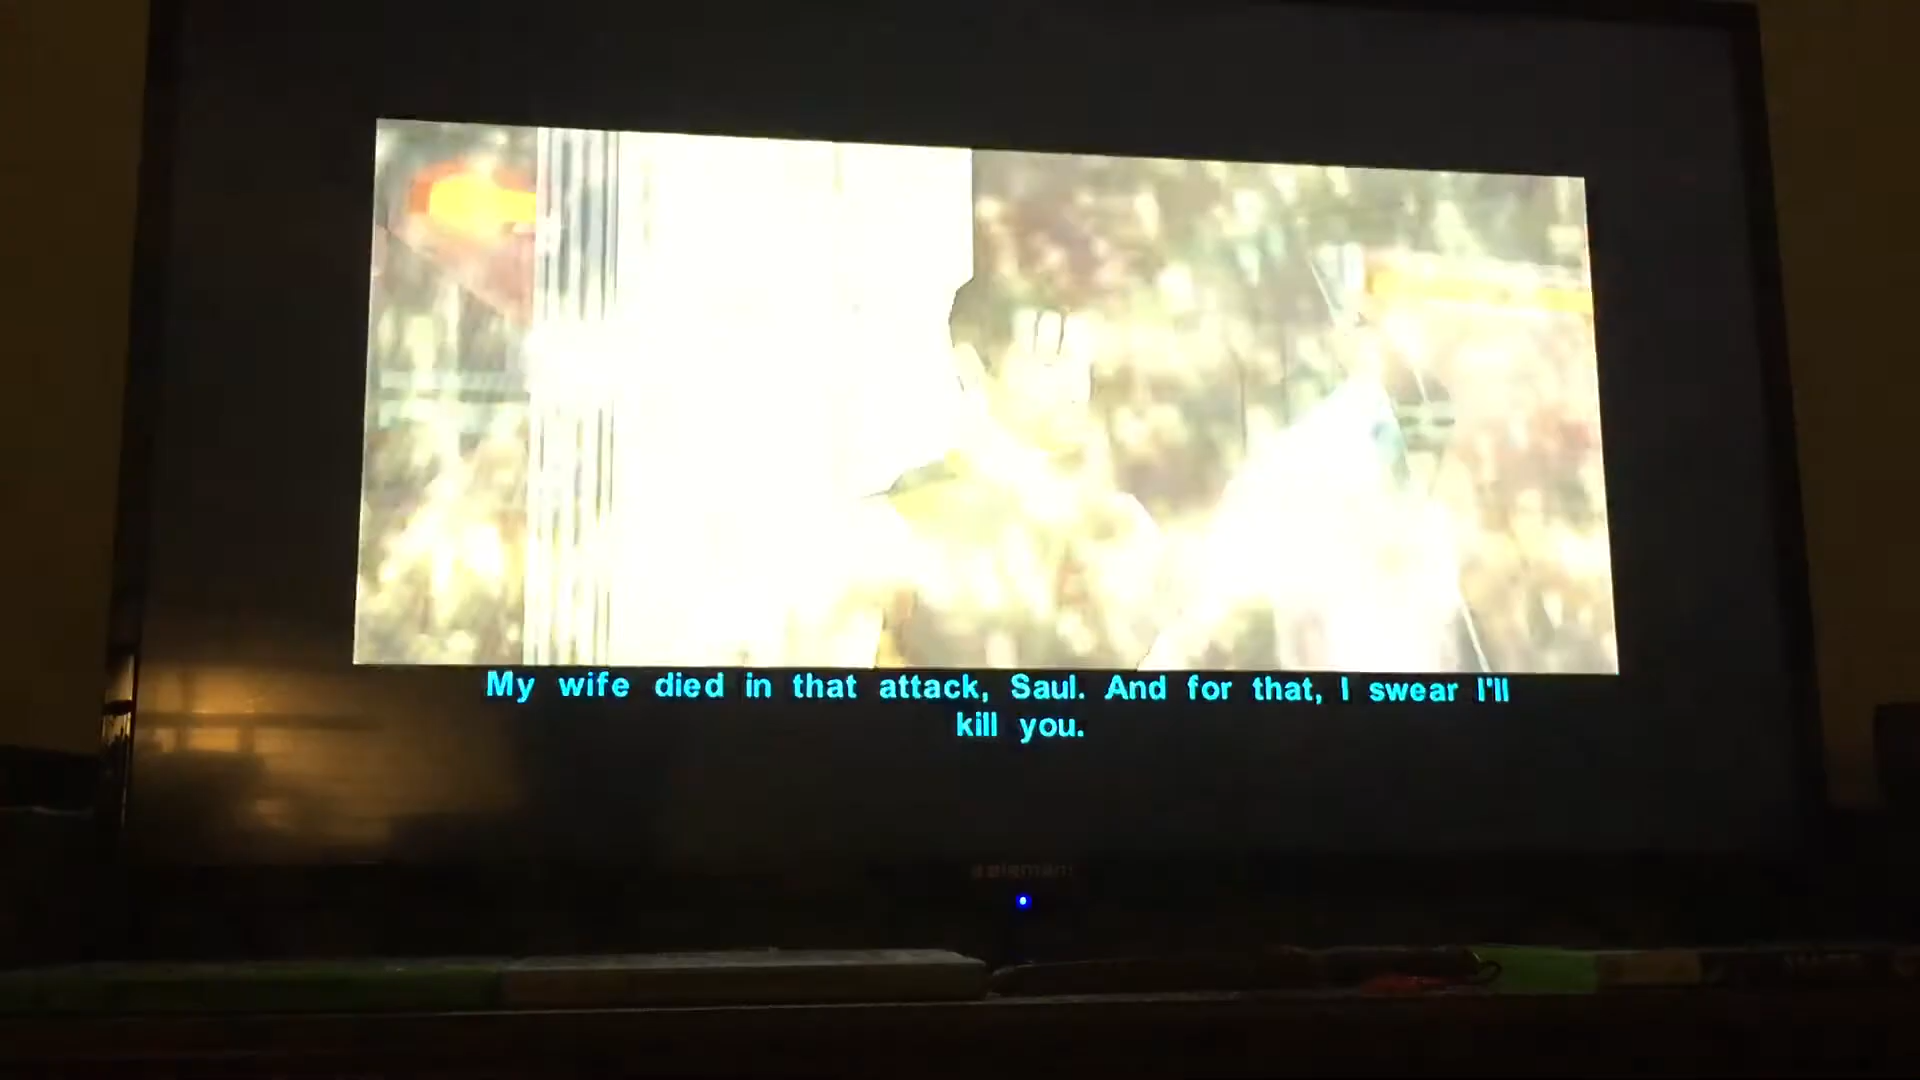 My wife died in that attack, Saul. And for that, I swear I'll
kill you.